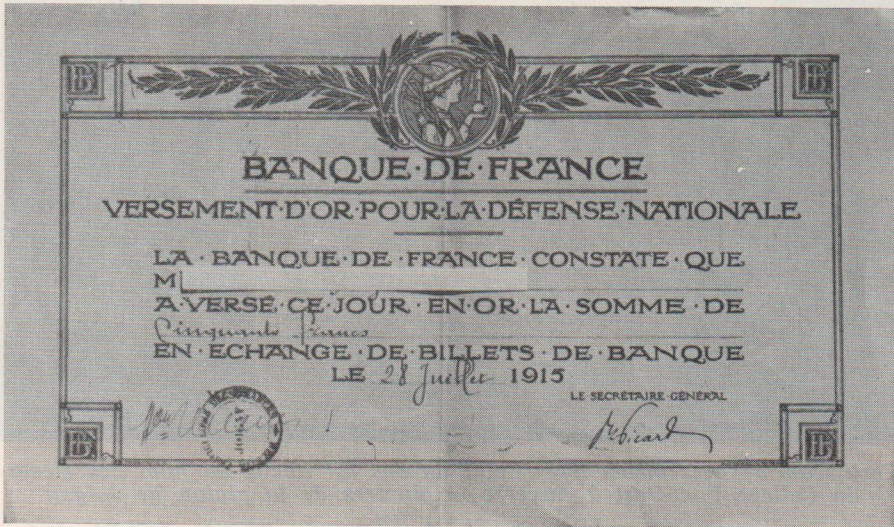 BANQUE·DE·FRANCE
VERSEMENT·D'OR·POUR·LA·DÉFENSE·NATIONALE
LA·BANQUE·DE·FRANCE·CONSTATE·QUE
M
A·VERSÉ·CE·JOUR·EN·OR·LA·SOMME·DE
Cinquante francs
EN·ECHANGE·DE·BILLETS·DE·BANQUE
LE 28 Juillet 1915
LE SECRÉTAIRE·GÉNÉRAL
Picard